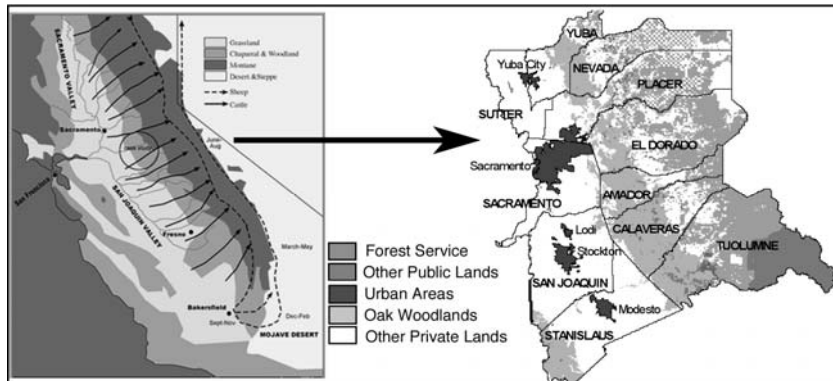 SACRAMENTO VALLEY
Grassland
Chaparral & Woodland
Montane
Desert & Steppe
Sheep
Cattle
Sacramento
June-
Aug
San Francisco
SAN JOAQUIN VALLEY
Fresno
March-May
Bakersfield
Sept-Nov
Dec-Feb
MOJAVE DESERT
YUBA
Yuba City
NEVADA
PLACER
SUTTER
EL DORADO
Sacramento
AMADOR
SACRAMENTO
CALAVERAS
Lodi
TUOLUMNE
Stockton
SAN JOAQUIN
Modesto
STANISLAUS
Forest Service
Other Public Lands
Urban Areas
Oak Woodlands
Other Private Lands